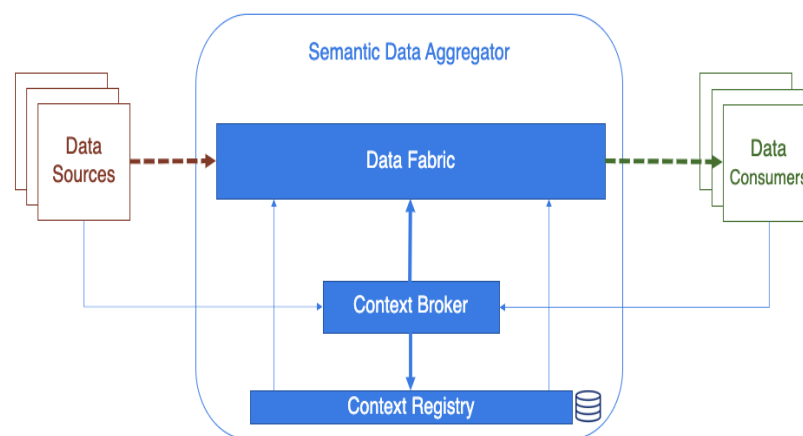 Semantic Data Aggregator
Data
Sources
Data Fabric
Data
Consumers
Context Broker
Context Registry